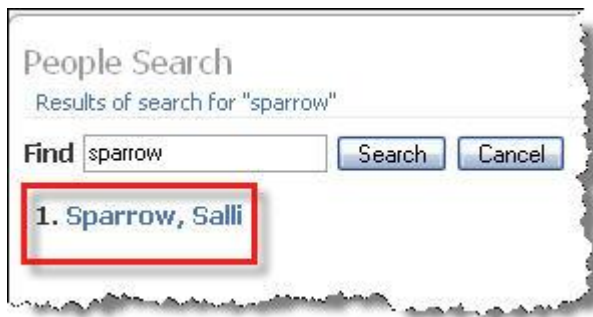 People Search
Results of search for "sparrow"
Find sparrow Search Cancel
1. Sparrow, Salli